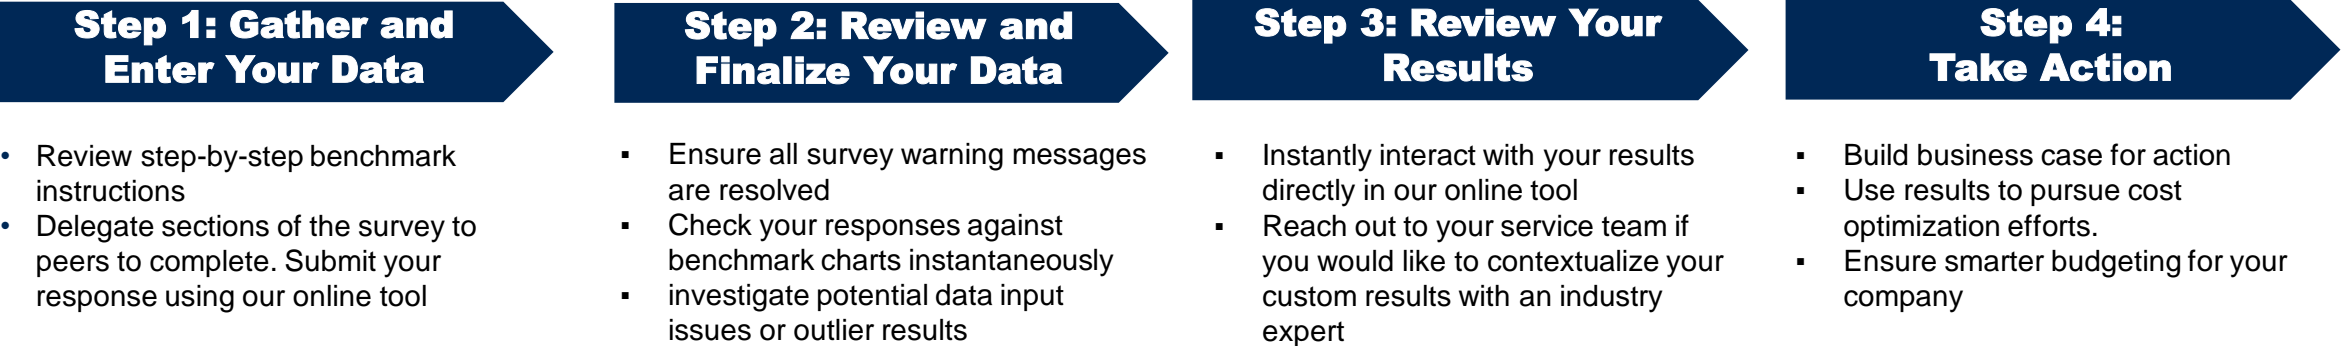 Step 1: Gather and
Enter Your Data
• Review step-by-step benchmark
instructions
• Delegate sections of the survey to
peers to complete. Submit your
response using our online tool
Step 2: Review and
Finalize Your Data
▪ Ensure all survey warning messages
are resolved
▪ Check your responses against
benchmark charts instantaneously
▪ investigate potential data input
issues or outlier results
Step 3: Review Your
Results
▪ Instantly interact with your results
directly in our online tool
▪ Reach out to your service team if
you would like to contextualize your
custom results with an industry
expert
Step 4:
Take Action
▪ Build business case for action
▪ Use results to pursue cost
optimization efforts.
▪ Ensure smarter budgeting for your
company